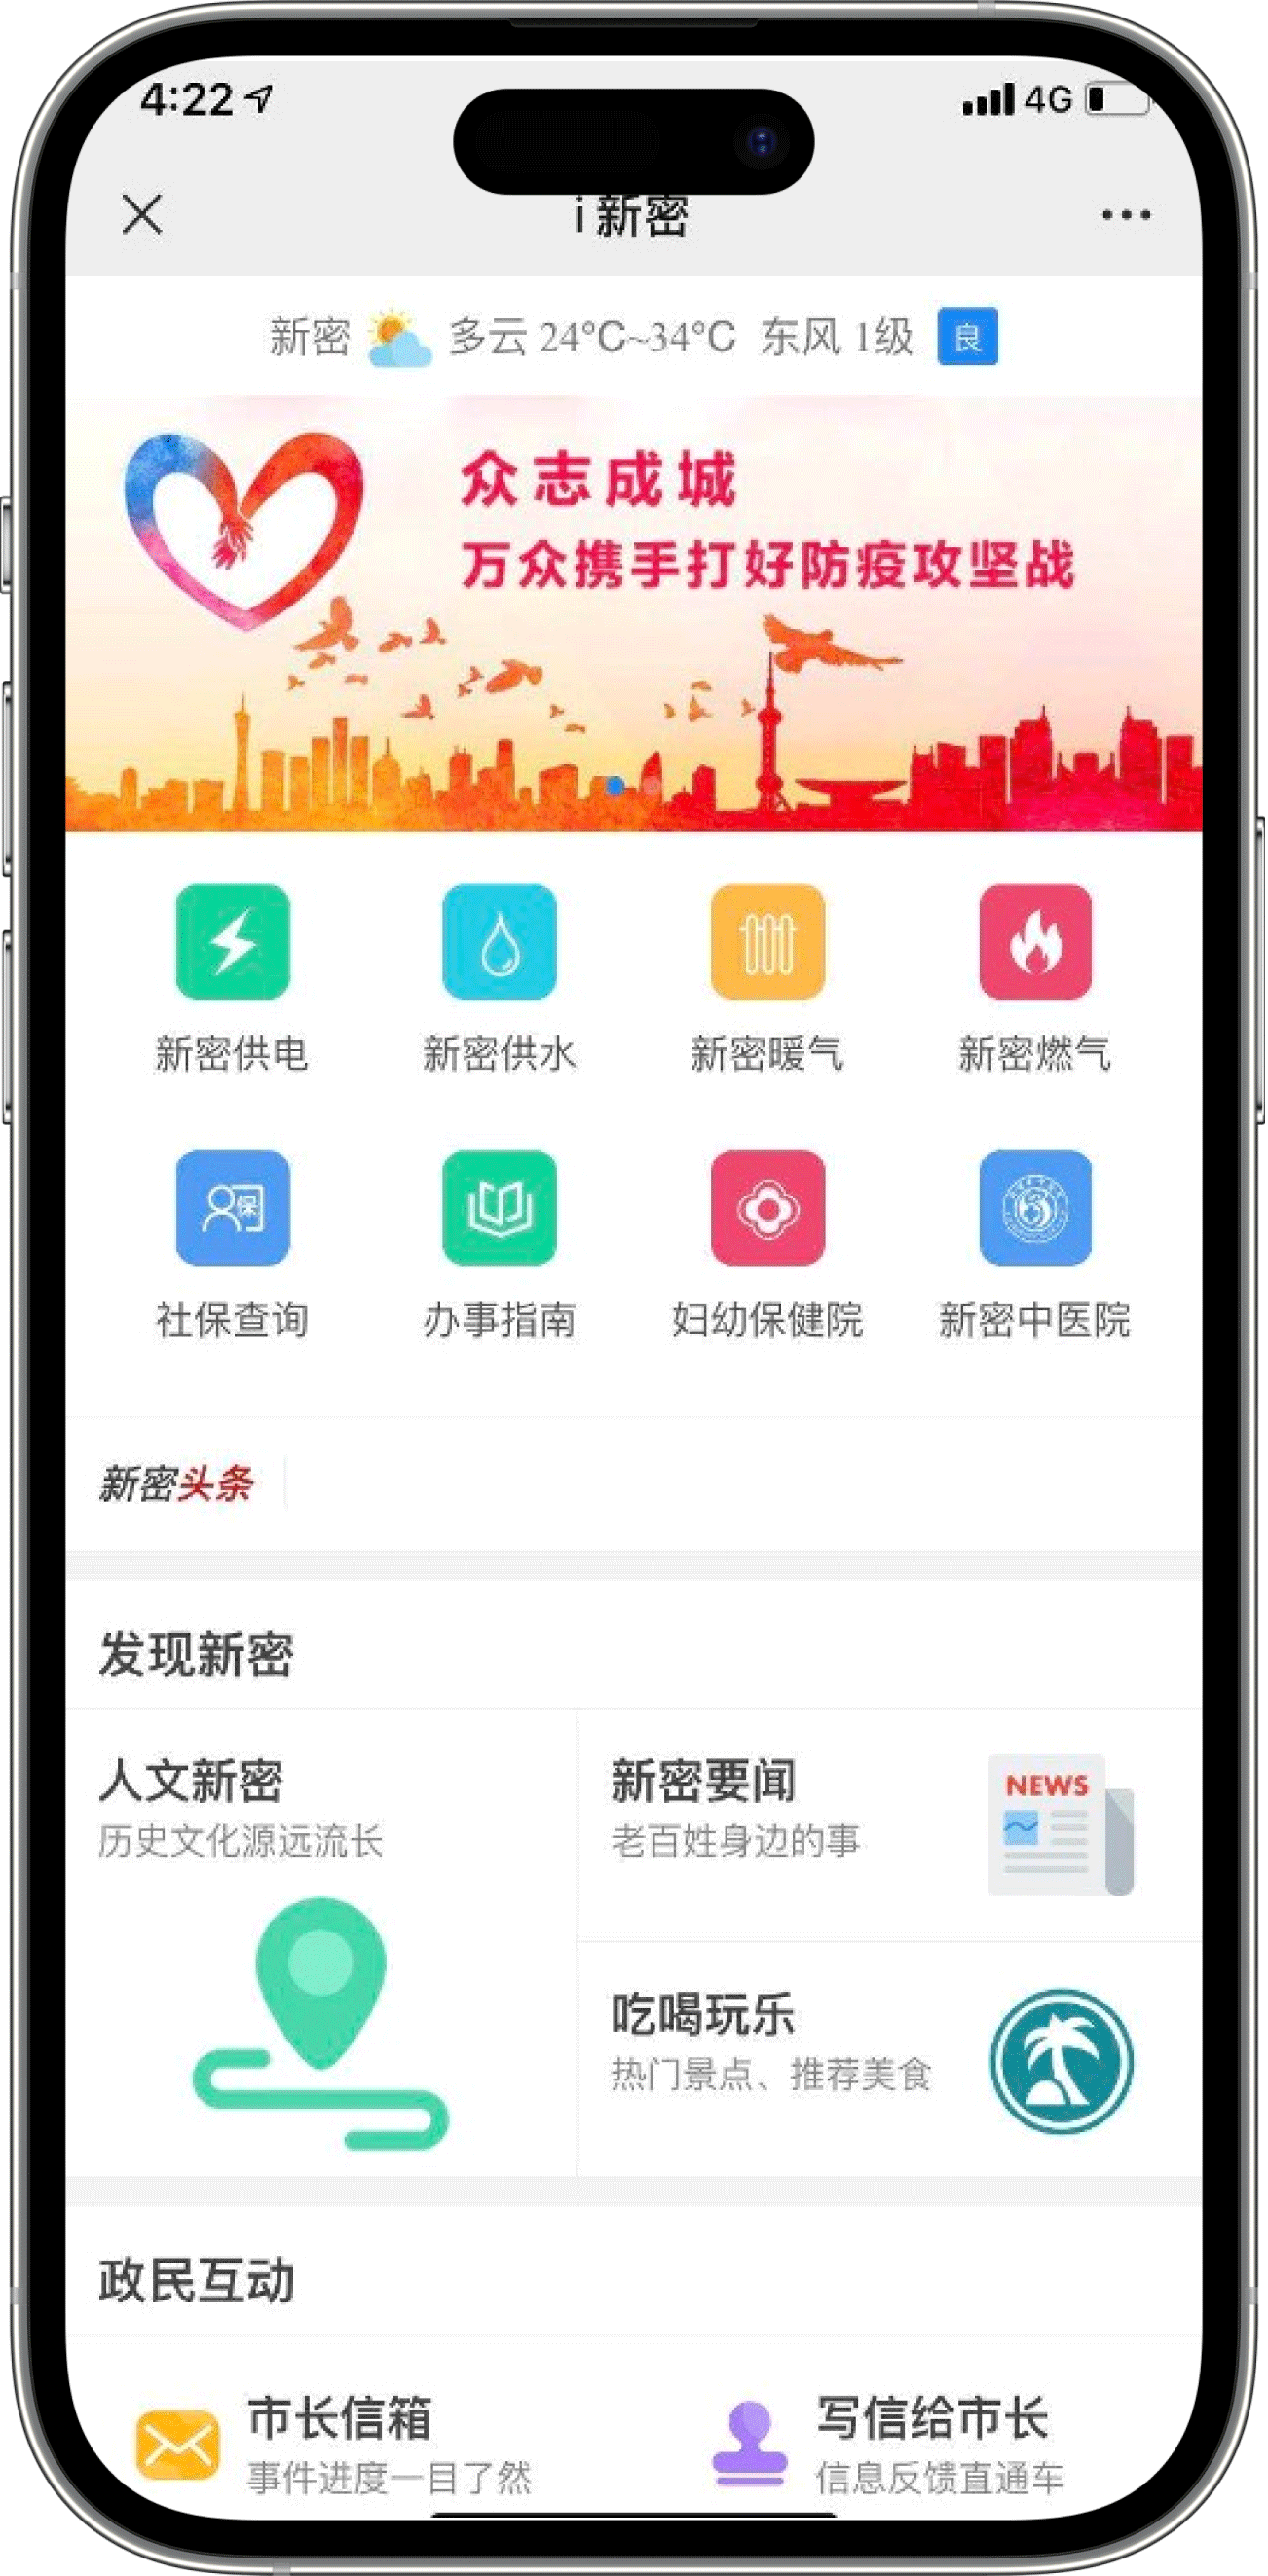 4:22
4G
i 新密
新密 多云 24°C~34°C 东风 1级 良
众志成城
万众携手打好防疫攻坚战
新密供电 新密供水 新密暖气 新密燃气
保
社保查询 办事指南 妇幼保健院 新密中医院
新密头条
发现新密
人文新密
历史文化源远流长
新密要闻
老百姓身边的事
NEWS
吃喝玩乐
热门景点、推荐美食
政民互动
市长信箱
事件进度一目了然
写信给市长
信息反馈直通车